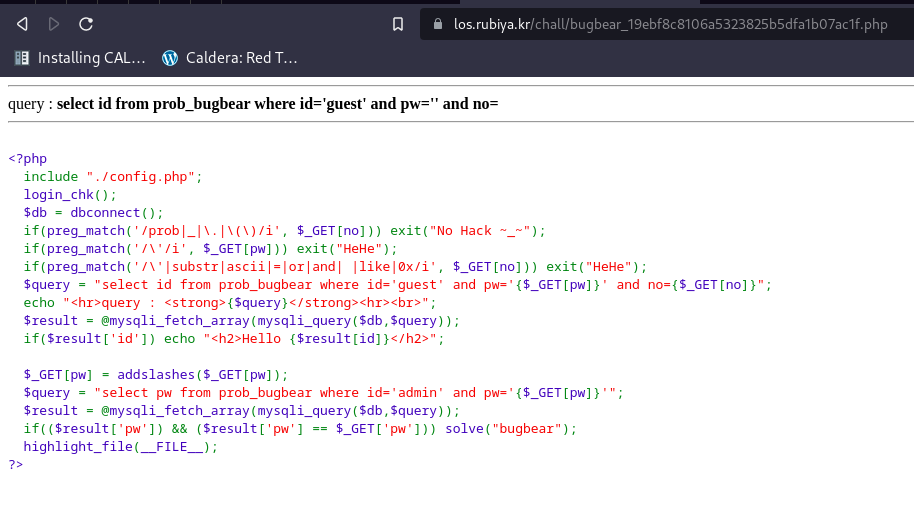 los.rubiya.kr/chall/bugbear_19ebf8c8106a5323825b5dfa1b07ac1f.php
Installing CAL... Caldera: Red T...
query : select id from prob_bugbear where id='guest' and pw='' and no=
<?php
include "./config.php";
login_chk();
$db = dbconnect();
if(preg_match('/prob|_|\.|\(\)/i', $_GET[no])) exit("No Hack ~_~");
if(preg_match('/\'/i', $_GET[pw])) exit("HeHe");
if(preg_match('/\'|substr|ascii|=|or|and| |like|0x/i', $_GET[no])) exit("HeHe");
$query = "select id from prob_bugbear where id='guest' and pw='{$_GET[pw]}' and no={$_GET[no]}";
echo "<hr>query : <strong>{$query}</strong><hr><br>";
$result = @mysqli_fetch_array(mysqli_query($db,$query));
if($result['id']) echo "<h2>Hello {$result[id]}</h2>";
$_GET[pw] = addslashes($_GET[pw]);
$query = "select pw from prob_bugbear where id='admin' and pw='{$_GET[pw]}'";
$result = @mysqli_fetch_array(mysqli_query($db,$query));
if(($result['pw']) && ($result['pw'] == $_GET['pw'])) solve("bugbear");
highlight_file(__FILE__);
?>